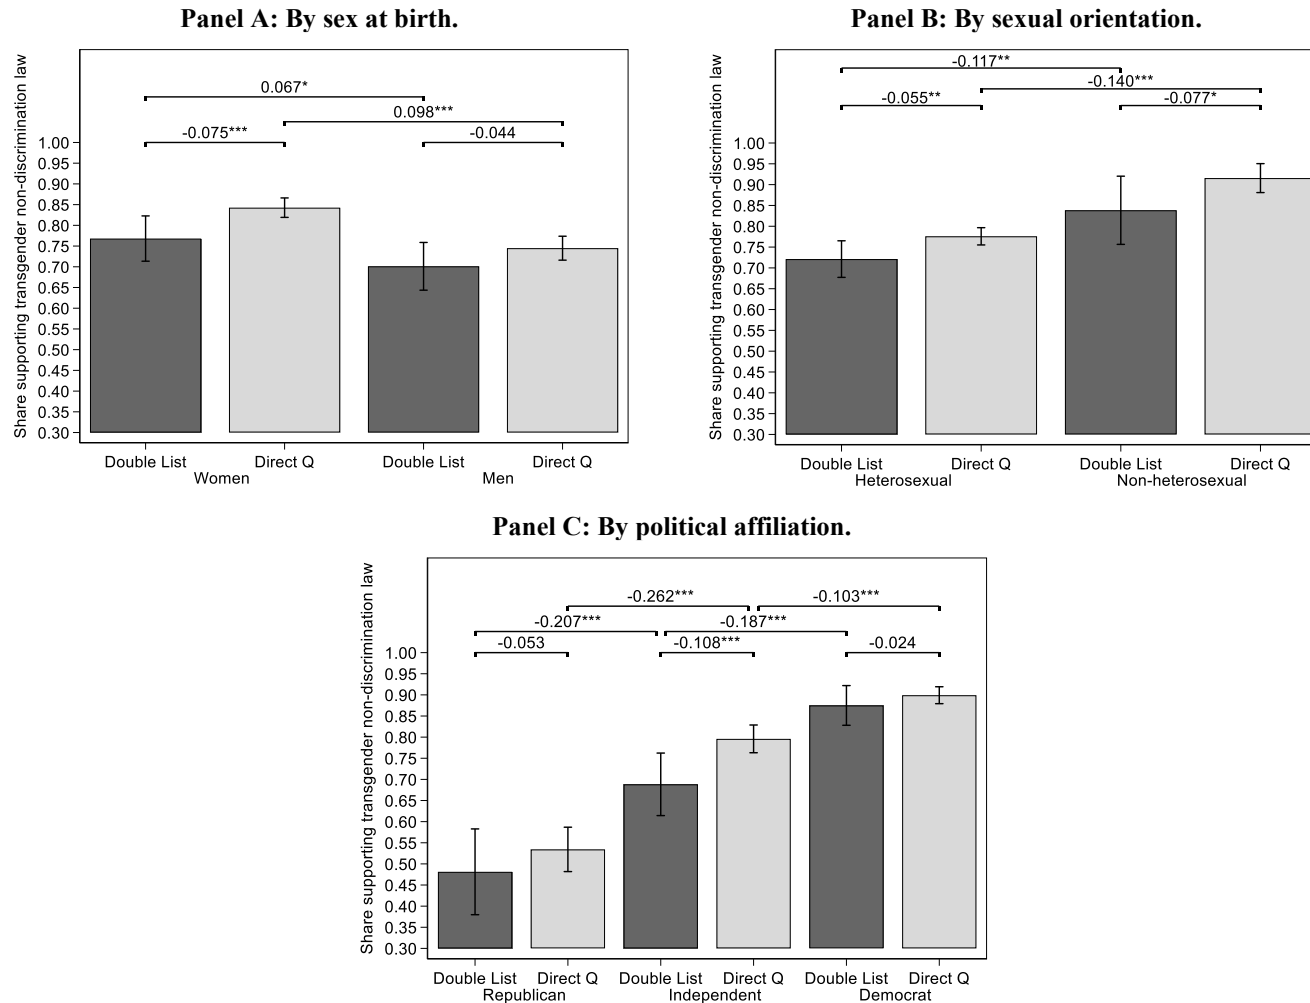 Panel A: By sex at birth.
Share supporting transgender non-discrimination law
0.067*
0.098***
-0.075***
-0.044
1.00
0.95
0.90
0.85
0.80
0.75
0.70
0.65
0.60
0.55
0.50
0.45
0.40
0.35
0.30
Double List
Direct Q
Double List
Direct Q
Women
Men
Panel B: By sexual orientation.
Share supporting transgender non-discrimination law
-0.117**
-0.140***
-0.055**
-0.077*
1.00
0.95
0.90
0.85
0.80
0.75
0.70
0.65
0.60
0.55
0.50
0.45
0.40
0.35
0.30
Double List
Direct Q
Double List
Direct Q
Heterosexual
Non-heterosexual
Panel C: By political affiliation.
Share supporting transgender non-discrimination law
-0.262***
-0.103***
-0.207***
-0.187***
-0.053
-0.108***
-0.024
1.00
0.95
0.90
0.85
0.80
0.75
0.70
0.65
0.60
0.55
0.50
0.45
0.40
0.35
0.30
Double List
Direct Q
Double List
Direct Q
Double List
Direct Q
Republican
Independent
Democrat